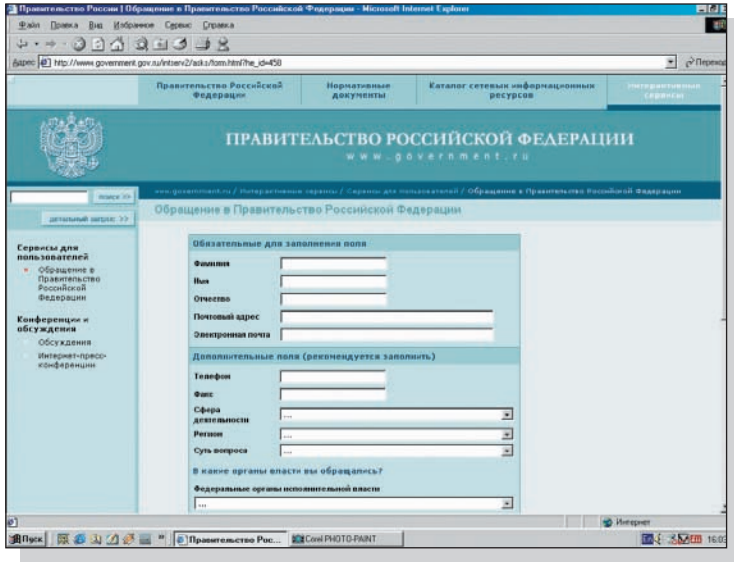 Правительство России | Обращение в Правительство Российской Федерации - Microsoft Internet Explorer
Файл Правка Вид Избранное Сервис Справка
Адрес http://www.government.gov.ru/intserv2/asks/form.html?he_id=450 Переход
Правительство Российской Федерации
Нормативные документы
Каталог сетевых информационных ресурсов
Интерактивные сервисы
ПРАВИТЕЛЬСТВО РОССИЙСКОЙ ФЕДЕРАЦИИ
www.government.ru
поиск >>
детальный запрос >>
www.government.ru / Интерактивные сервисы / Сервисы для пользователей / Обращение в Правительство Российской Федерации
Обращение в Правительство Российской Федерации
Сервисы для
пользователей
Обращение в
Правительство
Российской
Федерации
Конференции и
обсуждения
Обсуждения
Интернет-пресс-
конференции
Обязательные для заполнения поля
Фамилия
Имя
Отчество
Почтовый адрес
Электронная почта
Дополнительные поля (рекомендуется заполнить)
Телефон
Факс
Сфера
деятельности ...
Регион ...
Суть вопроса ...
В какие органы власти вы обращались?
Федеральные органы исполнительной власти
...
Интернет
Пуск » Правительство Рос... Corel PHOTO-PAINT 16:03